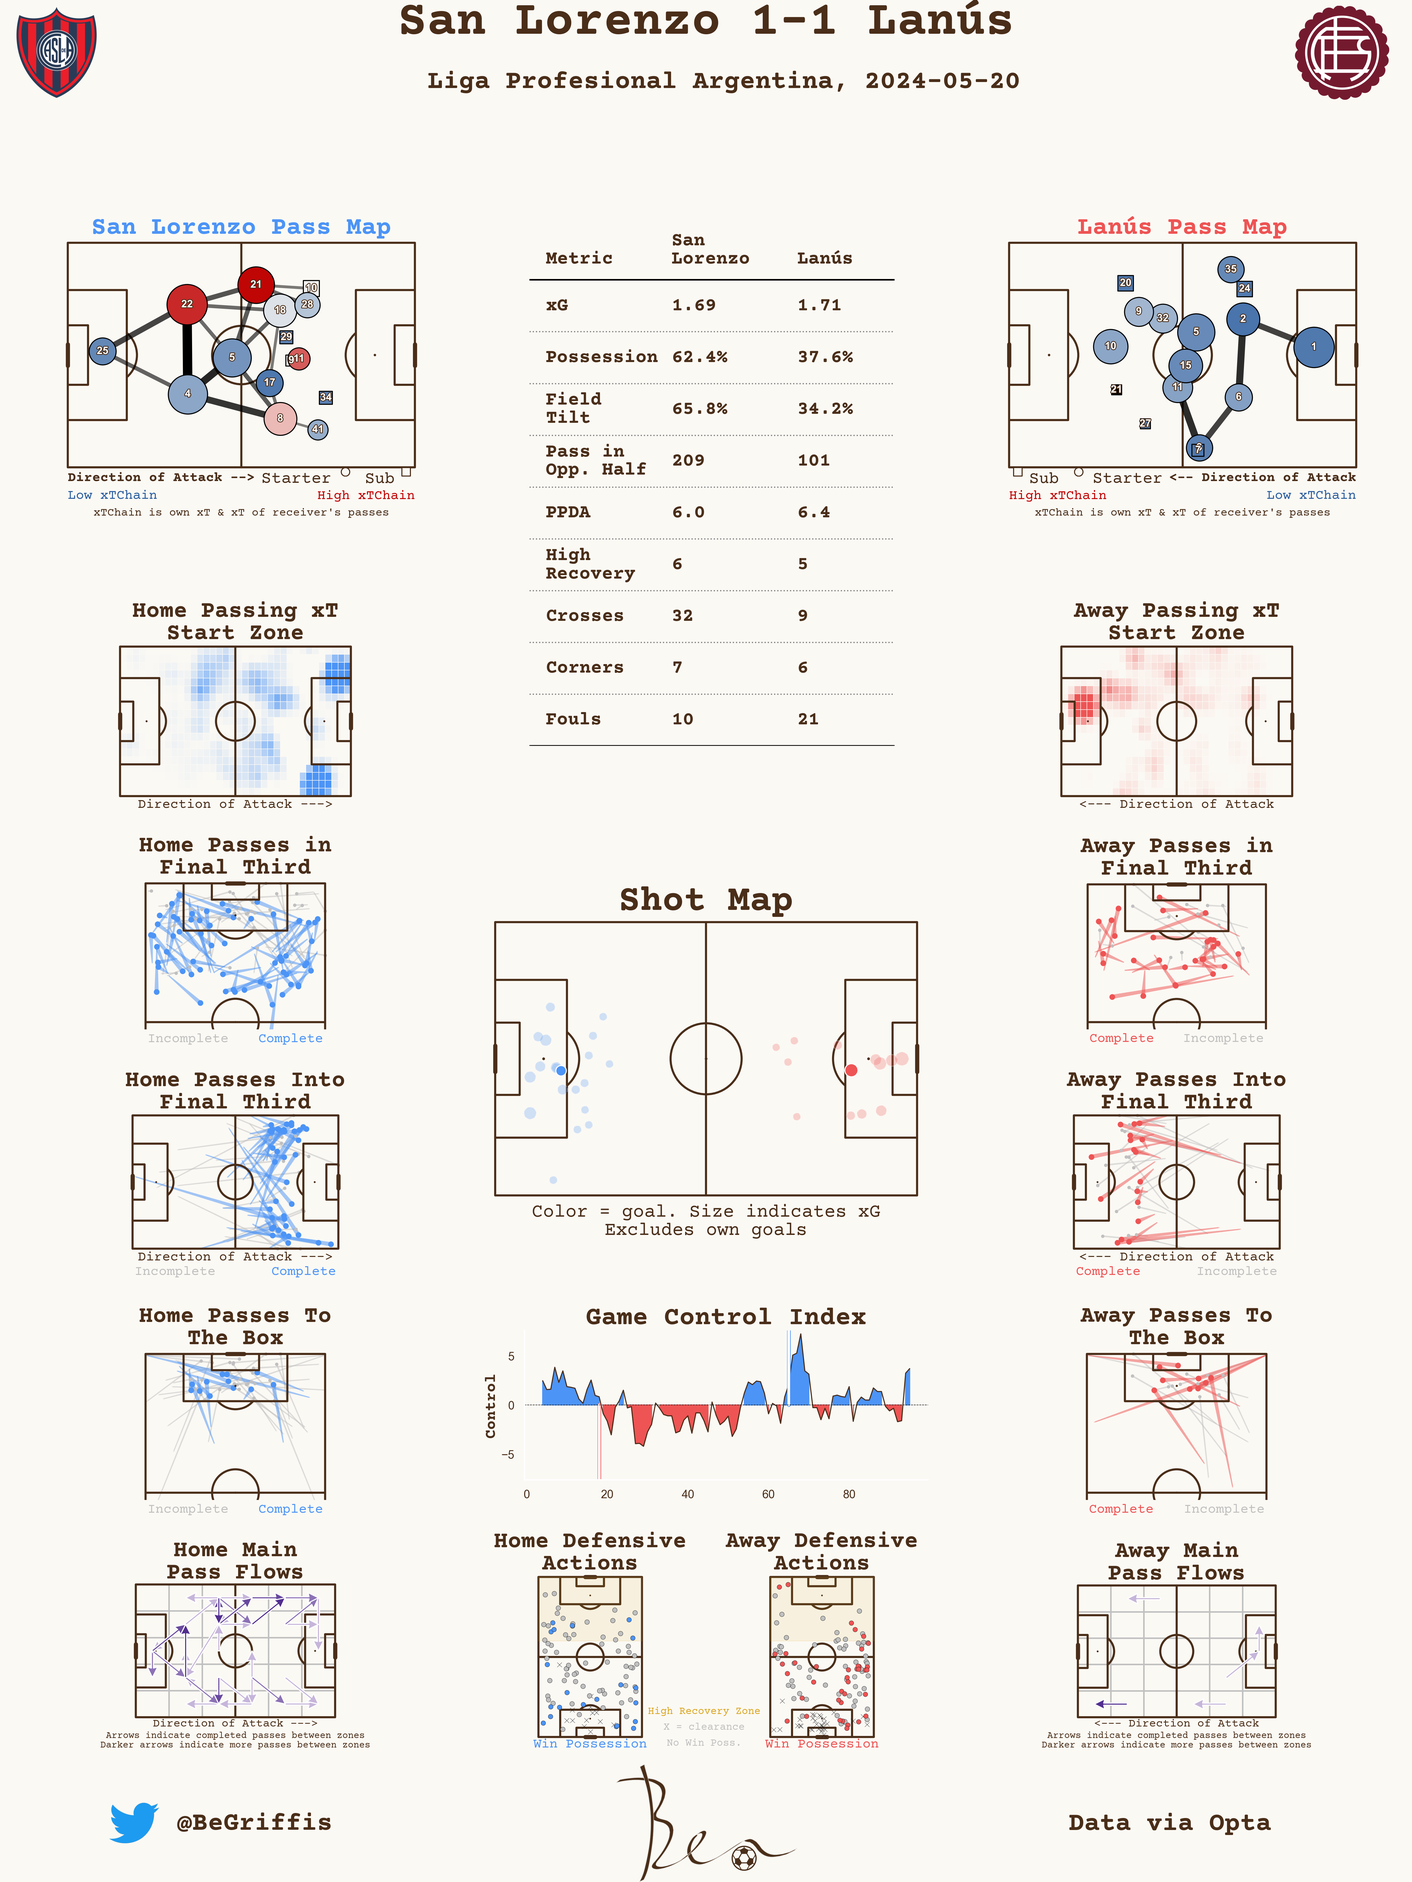 San Lorenzo 1-1 Lanús
Liga Profesional Argentina, 2024-05-20
San Lorenzo Pass Map
21
10
22
18
28
29
25
5
9
11
17
4
34
8
41
Direction of Attack --> Starter Sub
Low xTChain High xTChain
xTChain is own xT & xT of receiver's passes
Metric San Lorenzo Lanús
xG 1.69 1.71
Possession 62.4% 37.6%
Field Tilt 65.8% 34.2%
Pass in Opp. Half 209 101
PPDA 6.0 6.4
High Recovery 6 5
Crosses 32 9
Corners 7 6
Fouls 10 21
Lanús Pass Map
35
20
24
9
32
2
5
10
1
15
11
21
6
27
7
Sub Starter <-- Direction of Attack
High xTChain Low xTChain
xTChain is own xT & xT of receiver's passes
Home Passing xT
Start Zone
Direction of Attack --->
Away Passing xT
Start Zone
<--- Direction of Attack
Home Passes in
Final Third
Incomplete Complete
Away Passes in
Final Third
Complete Incomplete
Shot Map
Color = goal. Size indicates xG
Excludes own goals
Home Passes Into
Final Third
Direction of Attack --->
Incomplete Complete
Away Passes Into
Final Third
<--- Direction of Attack
Complete Incomplete
Home Passes To
The Box
Incomplete Complete
Game Control Index
Control
5
0
−5
0 20 40 60 80
Away Passes To
The Box
Complete Incomplete
Home Main
Pass Flows
Direction of Attack --->
Arrows indicate completed passes between zones
Darker arrows indicate more passes between zones
Home Defensive
Actions
Win Possession
Away Defensive
Actions
Win Possession
High Recovery Zone
X = clearance
No Win Poss.
Away Main
Pass Flows
<--- Direction of Attack
Arrows indicate completed passes between zones
Darker arrows indicate more passes between zones
@BeGriffis
Ben
Data via Opta